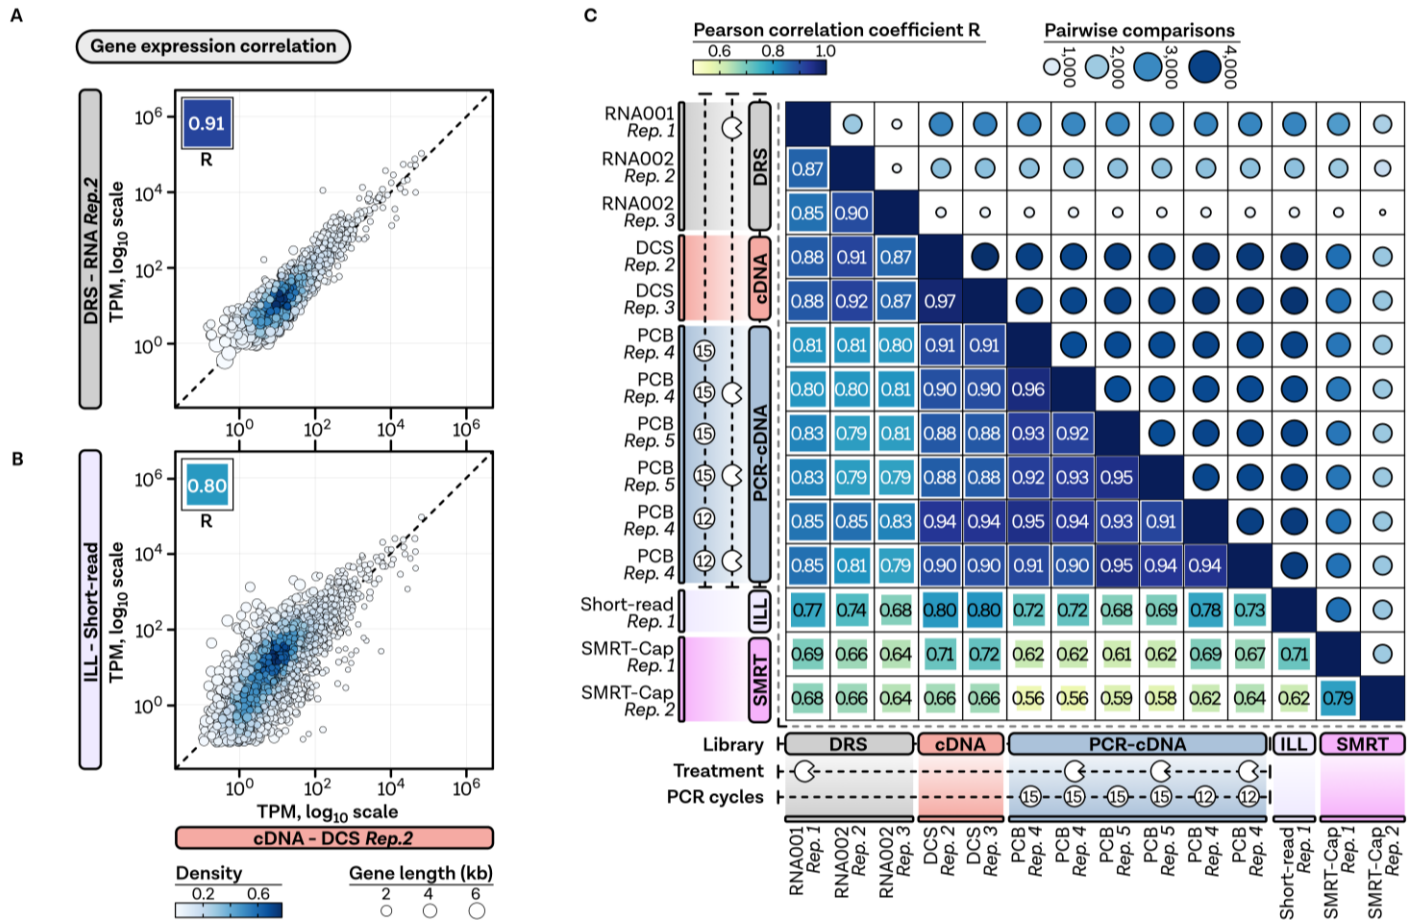 A
Gene expression correlation
DRS - RNA Rep.2
TPM, log10 scale
0.91
R
10^6
10^4
10^2
10^0
10^0 10^2 10^4 10^6
B
ILL - Short-read
TPM, log10 scale
0.80
R
10^6
10^4
10^2
10^0
10^0 10^2 10^4 10^6
TPM, log10 scale
cDNA - DCS Rep.2
Density
0.2 0.6
Gene length (kb)
2 4 6
C
Pearson correlation coefficient R
0.6 0.8 1.0
Pairwise comparisons
1,000 2,000 3,000 4,000
RNA001
Rep. 1
RNA002
Rep. 2
0.87
RNA002
Rep. 3
0.85 0.90
DRS
DCS
Rep. 2
0.88 0.91 0.87
DCS
Rep. 3
0.88 0.92 0.87 0.97
cDNA
PCB
Rep. 4
15
0.81 0.81 0.80 0.91 0.91
PCB
Rep. 4
15
0.80 0.80 0.81 0.90 0.90 0.96
PCB
Rep. 5
15
0.83 0.79 0.81 0.88 0.88 0.93 0.92
PCB
Rep. 5
15
0.83 0.79 0.79 0.88 0.88 0.92 0.93 0.95
PCB
Rep. 4
12
0.85 0.85 0.83 0.94 0.94 0.95 0.94 0.93 0.91
PCB
Rep. 4
12
0.85 0.81 0.79 0.90 0.90 0.91 0.90 0.95 0.94 0.94
PCR-cDNA
Short-read
Rep. 1
ILL
0.77 0.74 0.68 0.80 0.80 0.72 0.72 0.68 0.69 0.78 0.73
SMRT-Cap
Rep. 1
0.69 0.66 0.64 0.71 0.72 0.62 0.62 0.61 0.62 0.69 0.67 0.71
SMRT-Cap
Rep. 2
0.68 0.66 0.64 0.66 0.66 0.56 0.56 0.59 0.58 0.62 0.64 0.62 0.79
SMRT
Library DRS cDNA PCR-cDNA ILL SMRT
Treatment
PCR cycles 15 15 15 15 12 12
RNA001
Rep. 1
RNA002
Rep. 2
RNA002
Rep. 3
DCS
Rep. 2
DCS
Rep. 3
PCB
Rep. 4
PCB
Rep. 4
PCB
Rep. 5
PCB
Rep. 5
PCB
Rep. 4
PCB
Rep. 4
Short-read
Rep. 1
SMRT-Cap
Rep. 1
SMRT-Cap
Rep. 2